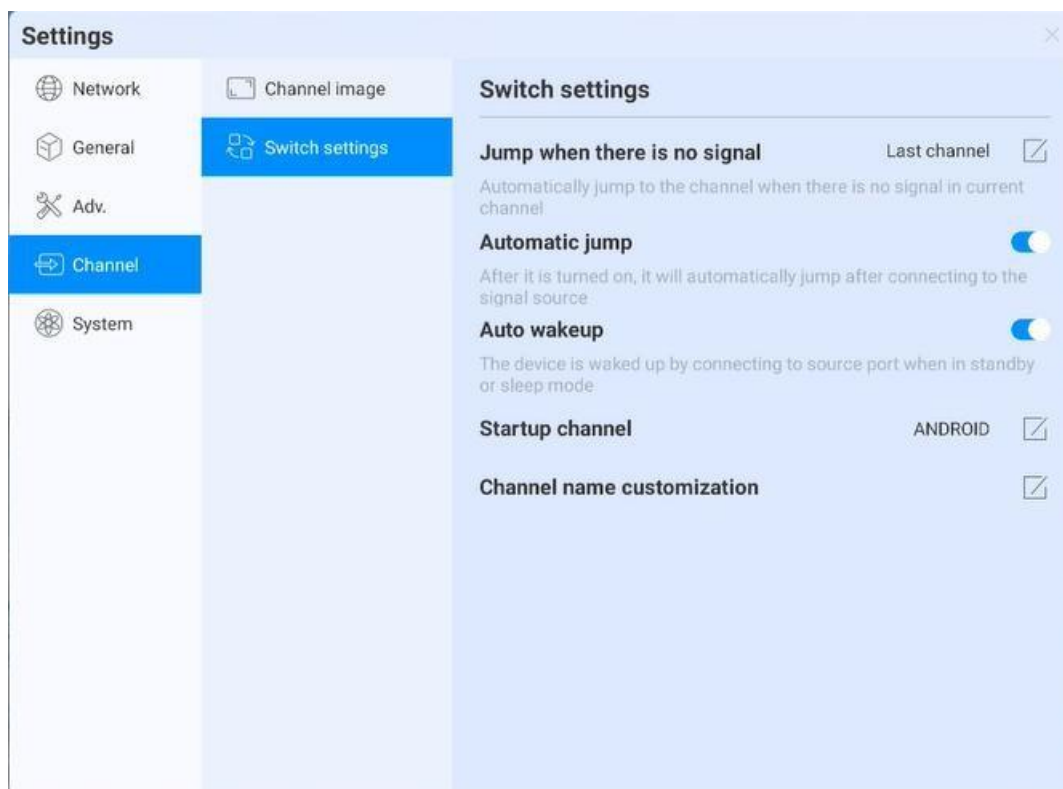 Settings
Network
General
Adv.
Channel
System
Channel image
Switch settings
Switch settings
Jump when there is no signal
Last channel
Automatically jump to the channel when there is no signal in current
channel
Automatic jump
After it is turned on, it will automatically jump after connecting to the
signal source
Auto wakeup
The device is waked up by connecting to source port when in standby
or sleep mode
Startup channel
ANDROID
Channel name customization